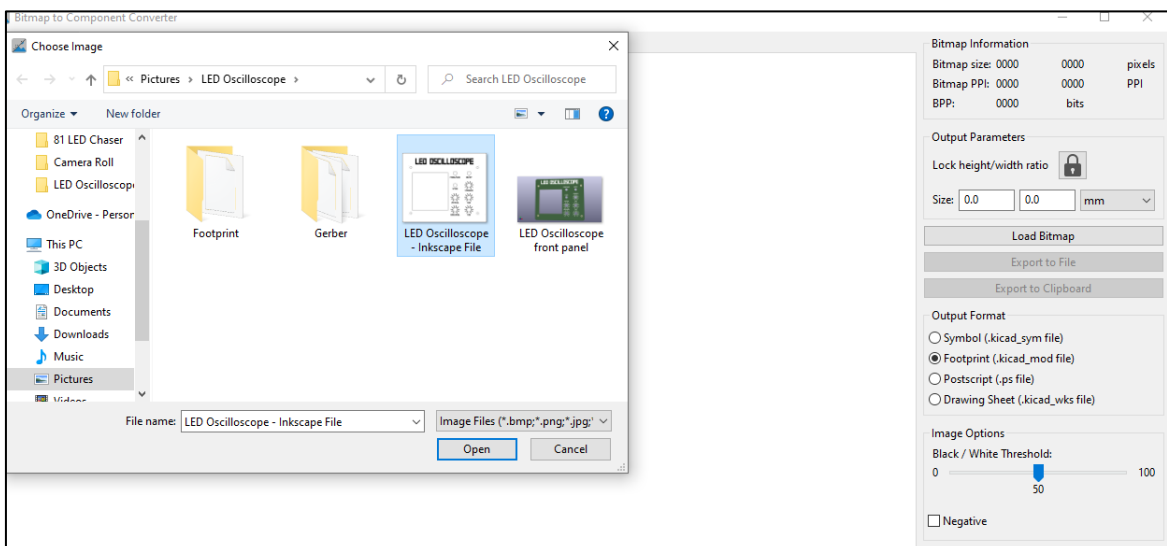 Bitmap to Component Converter
Choose Image
« Pictures > LED Oscilloscope >
Search LED Oscilloscope
Organize
New folder
81 LED Chaser
Camera Roll
LED Oscilloscop
OneDrive - Person
This PC
3D Objects
Desktop
Documents
Downloads
Music
Pictures
Videos
LED OSCILLOSCOPE
LED OSCILLOSCOPE
Footprint
Gerber
LED Oscilloscope
- Inkscape File
LED Oscilloscope
front panel
File name: LED Oscilloscope - Inkscape File
Image Files (*.bmp;*.png;*.jpg;*
Open
Cancel
Bitmap Information
Bitmap size: 0000 0000 pixels
Bitmap PPI: 0000 0000 PPI
BPP: 0000 bits
Output Parameters
Lock height/width ratio
Size: 0.0 0.0 mm
Load Bitmap
Export to File
Export to Clipboard
Output Format
Symbol (.kicad_sym file)
Footprint (.kicad_mod file)
Postscript (.ps file)
Drawing Sheet (.kicad_wks file)
Image Options
Black / White Threshold:
0 100
50
Negative